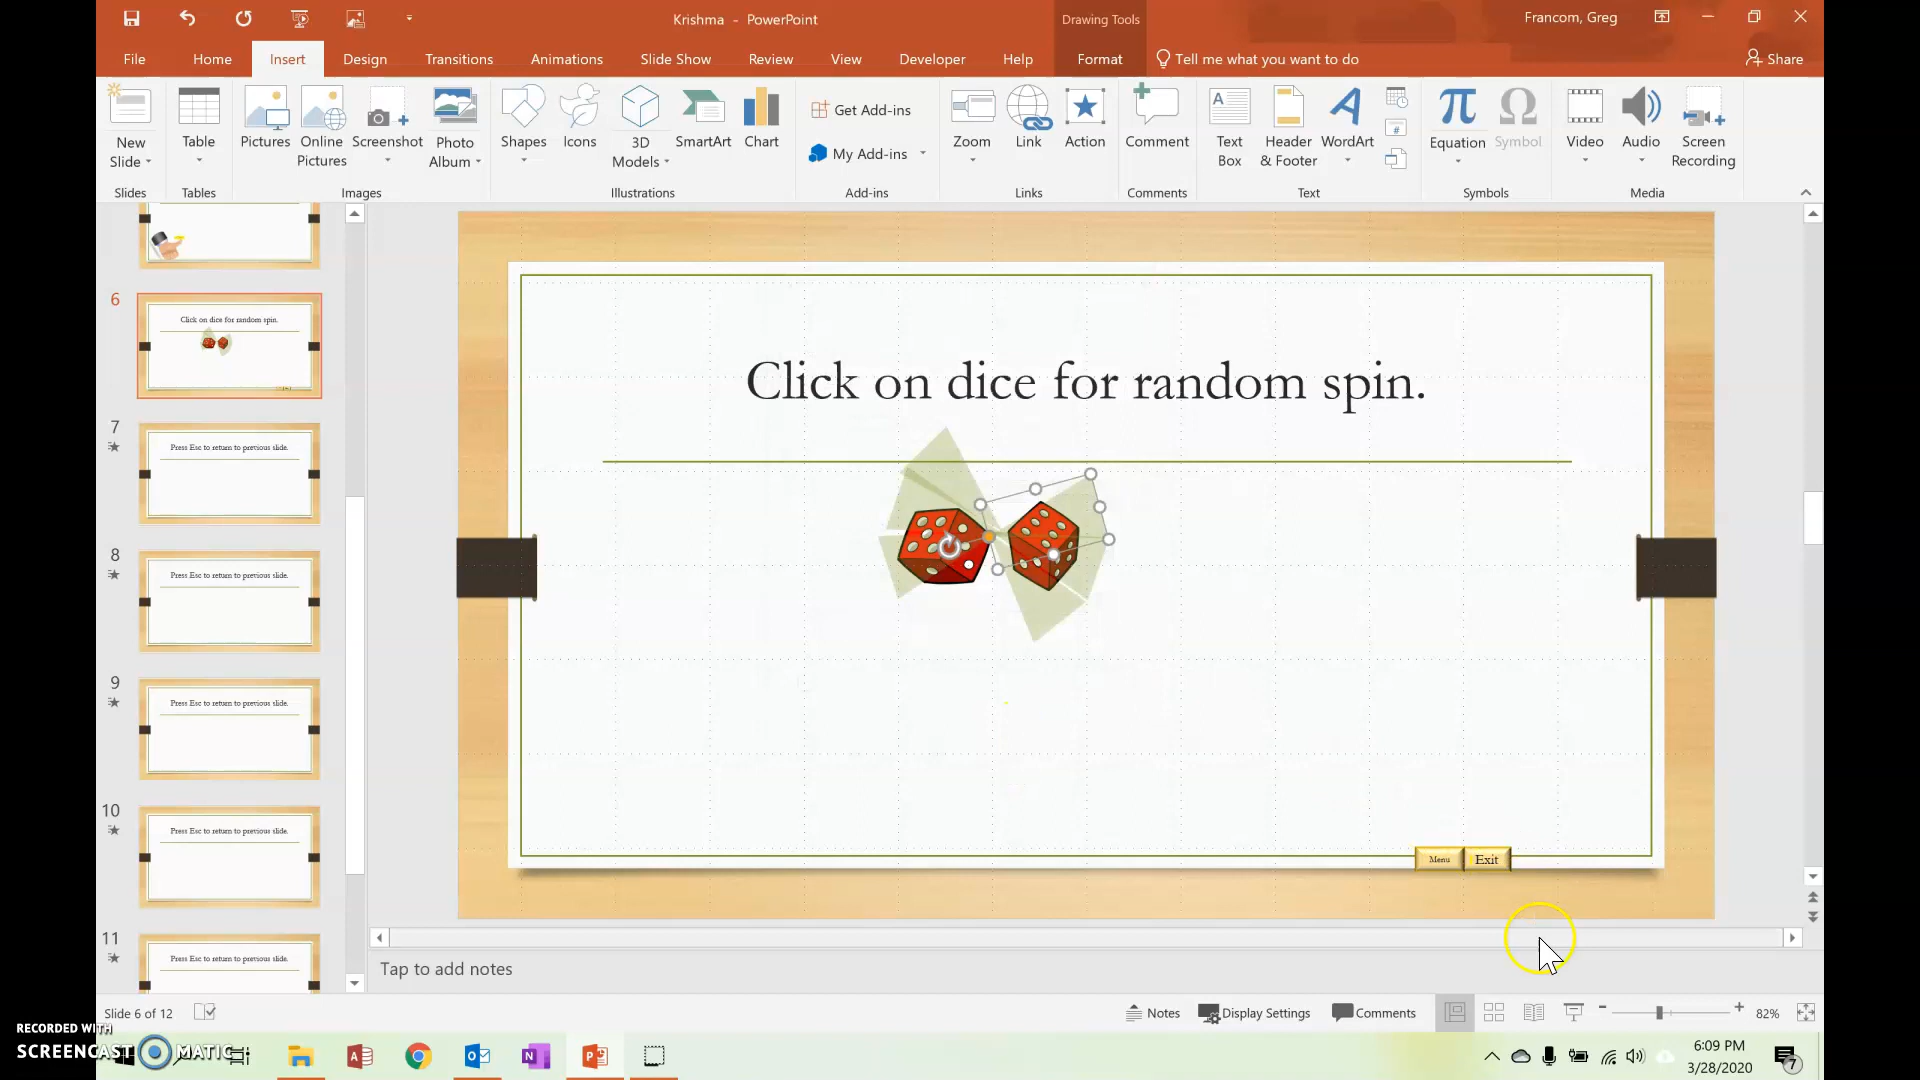 Krishma - PowerPoint
Drawing Tools
Francom, Greg
File Home Insert Design Transitions Animations Slide Show Review View Developer Help Format Tell me what you want to do Share
New Slide
Table
Pictures
Online Pictures
Screenshot
Photo Album
Shapes
Icons
3D Models
SmartArt
Chart
Get Add-ins
My Add-ins
Zoom
Link
Action
Comment
Text Box
Header & Footer
WordArt
Equation
Symbol
Video
Audio
Screen Recording
Slides Tables Images Illustrations Add-ins Links Comments Text Symbols Media
6
Click on dice for random spin.
7
Press Esc to return to previous slide.
8
Press Esc to return to previous slide.
9
Press Esc to return to previous slide.
10
Press Esc to return to previous slide.
11
Press Esc to return to previous slide.
Click on dice for random spin.
Menu Exit
Tap to add notes
Slide 6 of 12 Notes Display Settings Comments 82%
RECORDED WITH
SCREENCAST MATIC
6:09 PM
3/28/2020
7